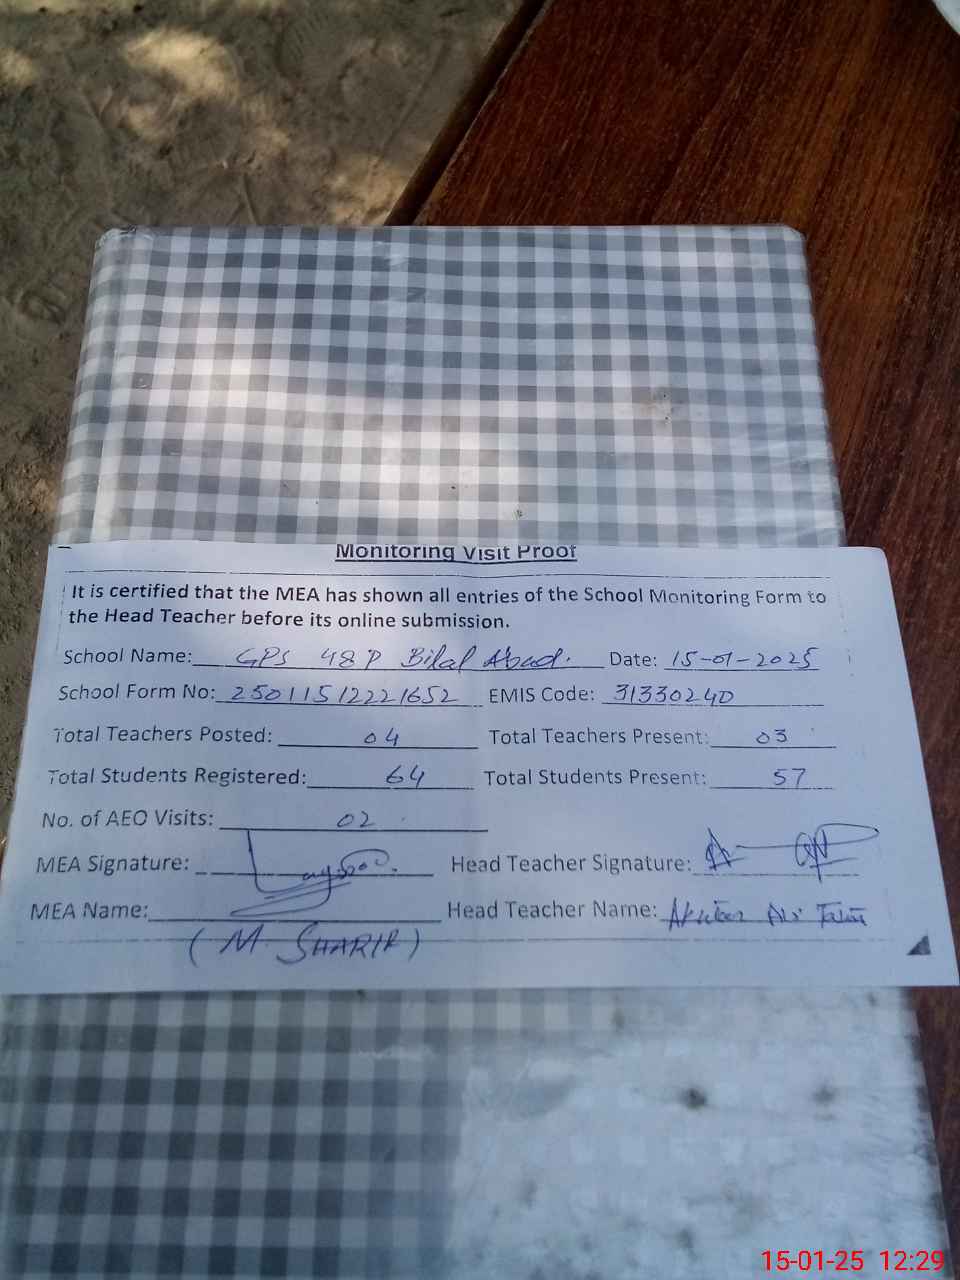 Monitoring Visit Proof
It is certified that the MEA has shown all entries of the School Monitoring Form to
the Head Teacher before its online submission.
School Name: GPS 48 P Bilal Abad. Date: 15-01-2025
School Form No: 250115122221652 EMIS Code: 31330240
Total Teachers Posted: 04 Total Teachers Present: 03
Total Students Registered: 64 Total Students Present: 57
No. of AEO Visits: 02
MEA Signature: Head Teacher Signature:
MEA Name: Head Teacher Name:
(M SHARIF)
15-01-25 12:29